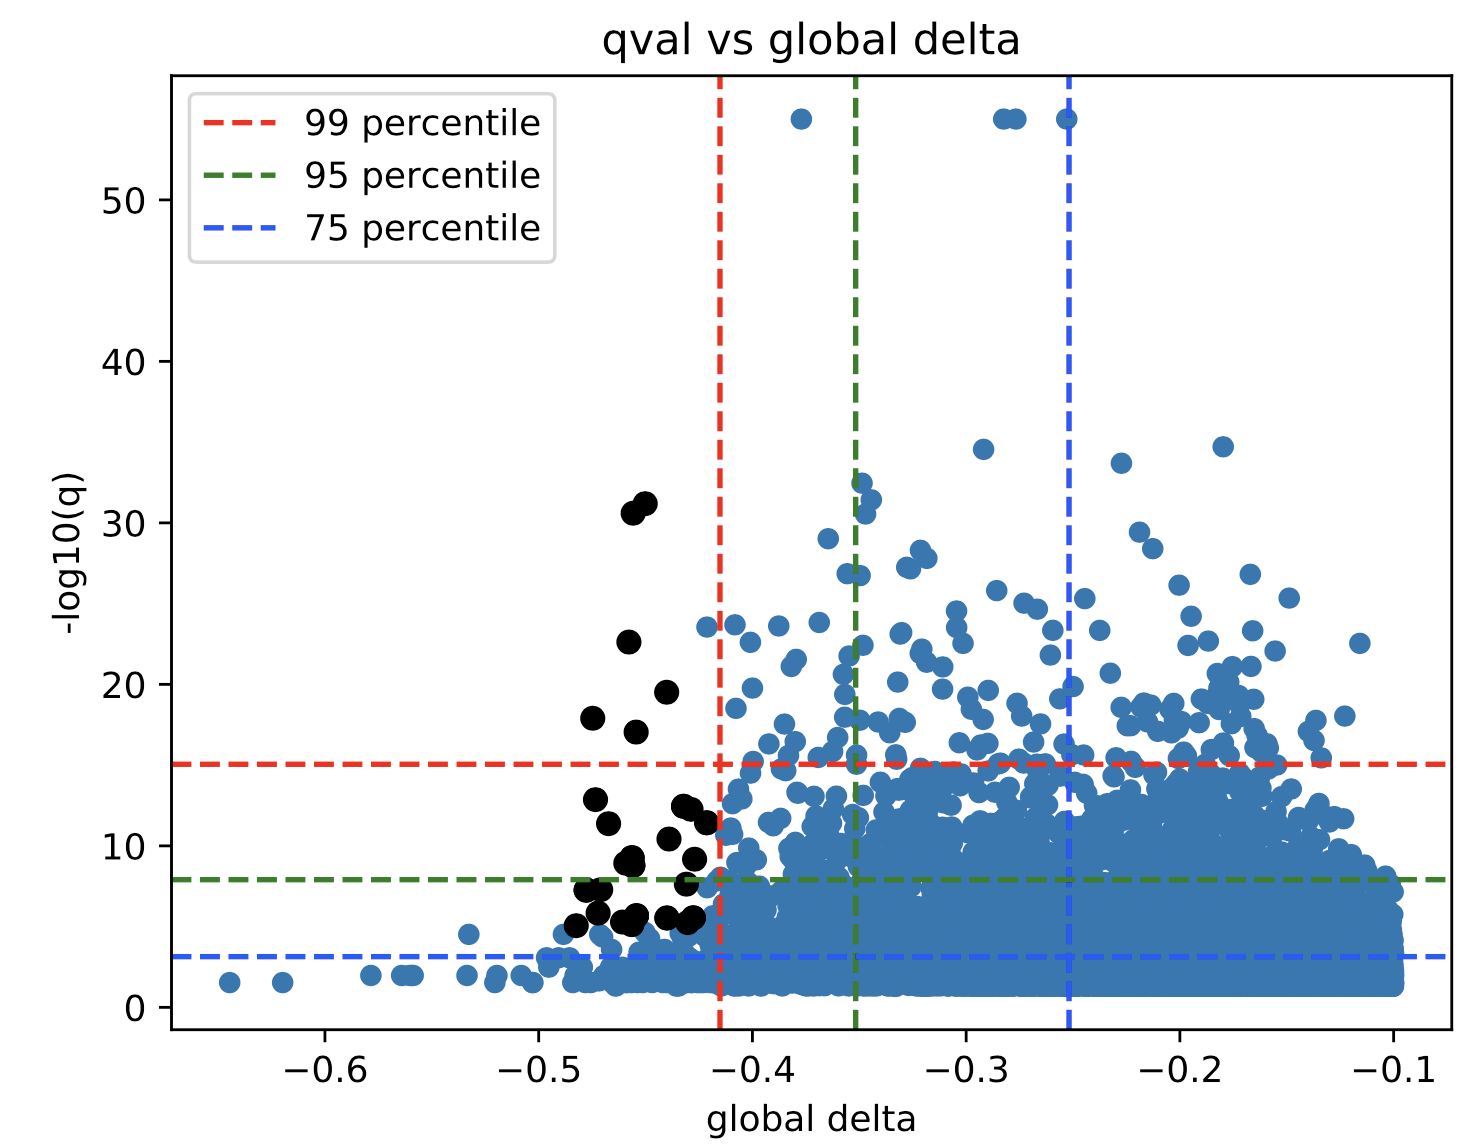 qval vs global delta
99 percentile
95 percentile
75 percentile
50
40
30
20
10
0
-log10(q)
−0.6
−0.5
−0.4
−0.3
−0.2
−0.1
global delta